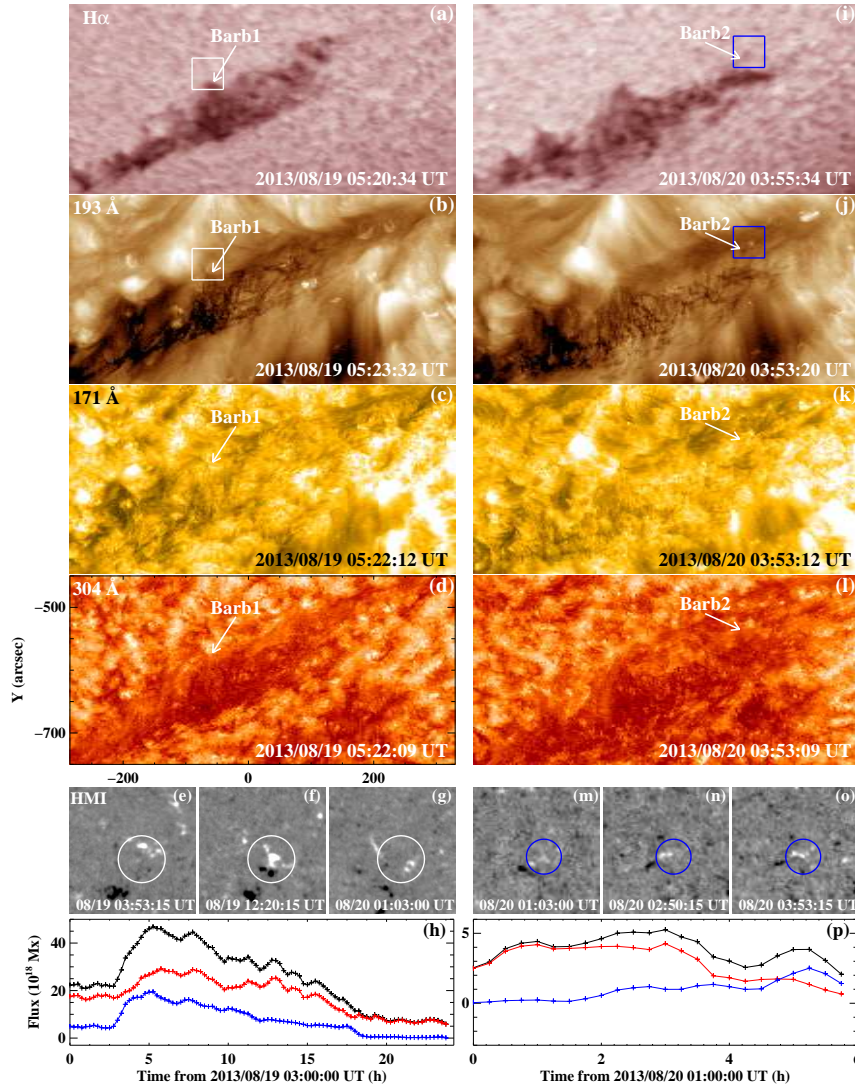 Hα
(a)
Barb1
2013/08/19 05:20:34 UT
(i)
Barb2
2013/08/20 03:55:34 UT
193 Å
(b)
Barb1
2013/08/19 05:23:32 UT
(j)
Barb2
2013/08/20 03:53:20 UT
171 Å
(c)
Barb1
2013/08/19 05:22:12 UT
(k)
Barb2
2013/08/20 03:53:12 UT
304 Å
(d)
Barb1
2013/08/19 05:22:09 UT
−500
−700
Y (arcsec)
−200
0
200
(l)
Barb2
2013/08/20 03:53:09 UT
HMI
(e)
08/19 03:53:15 UT
(f)
08/19 12:20:15 UT
(g)
08/20 01:03:00 UT
(m)
08/20 01:03:00 UT
(n)
08/20 02:50:15 UT
(o)
08/20 03:53:15 UT
(h)
Flux (10¹⁸ Mx)
40
20
0
0
5
10
15
20
Time from 2013/08/19 03:00:00 UT (h)
(p)
5
0
0
2
4
6
Time from 2013/08/20 01:00:00 UT (h)